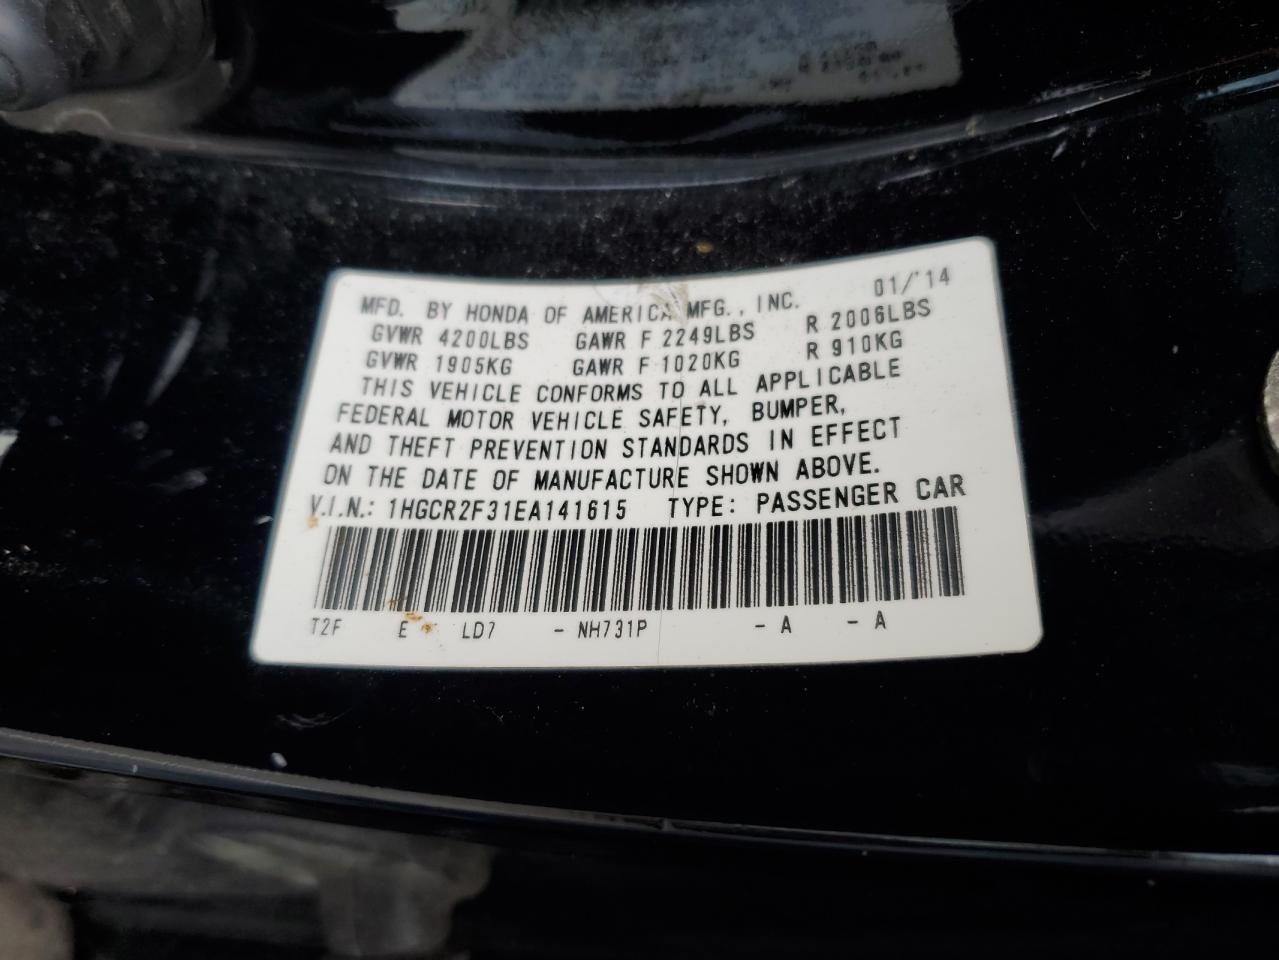 01/'14
MFD. BY HONDA OF AMERICA MFG., INC.
GVWR 4200LBS GAWR F 2249LBS R 2006LBS
GVWR 1905KG GAWR F 1020KG R 910KG
THIS VEHICLE CONFORMS TO ALL APPLICABLE
FEDERAL MOTOR VEHICLE SAFETY, BUMPER,
AND THEFT PREVENTION STANDARDS IN EFFECT
ON THE DATE OF MANUFACTURE SHOWN ABOVE.
V.I.N.: 1HGCR2F31EA141615 TYPE: PASSENGER CAR
T2F E LD7 - NH731P - A - A